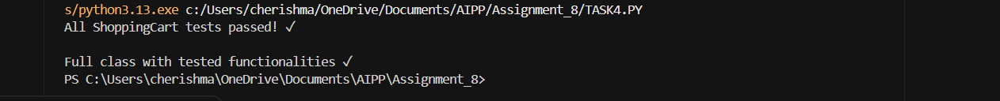 s/python3.13.exe c:/Users/cherishma/OneDrive/Documents/AIPP/Assignment_8/TASK4.PY
All ShoppingCart tests passed! ✓
Full class with tested functionalities ✓
PS C:\Users\cherishma\OneDrive\Documents\AIPP\Assignment_8>